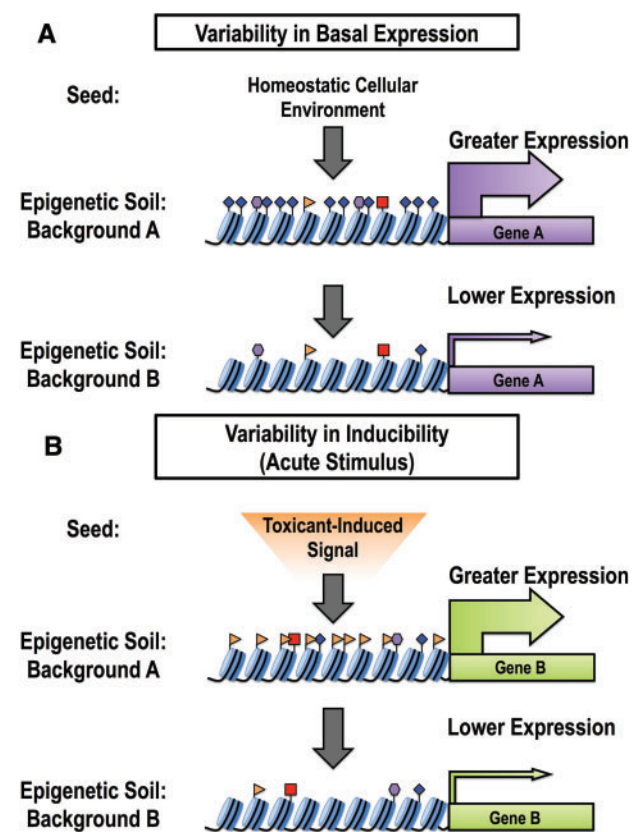 A
Variability in Basal Expression
Seed:
Homeostatic Cellular
Environment
Greater Expression
Epigenetic Soil:
Background A
Gene A
Lower Expression
Epigenetic Soil:
Background B
Gene A
B
Variability in Inducibility
(Acute Stimulus)
Seed:
Toxicant-Induced
Signal
Greater Expression
Epigenetic Soil:
Background A
Gene B
Lower Expression
Epigenetic Soil:
Background B
Gene B